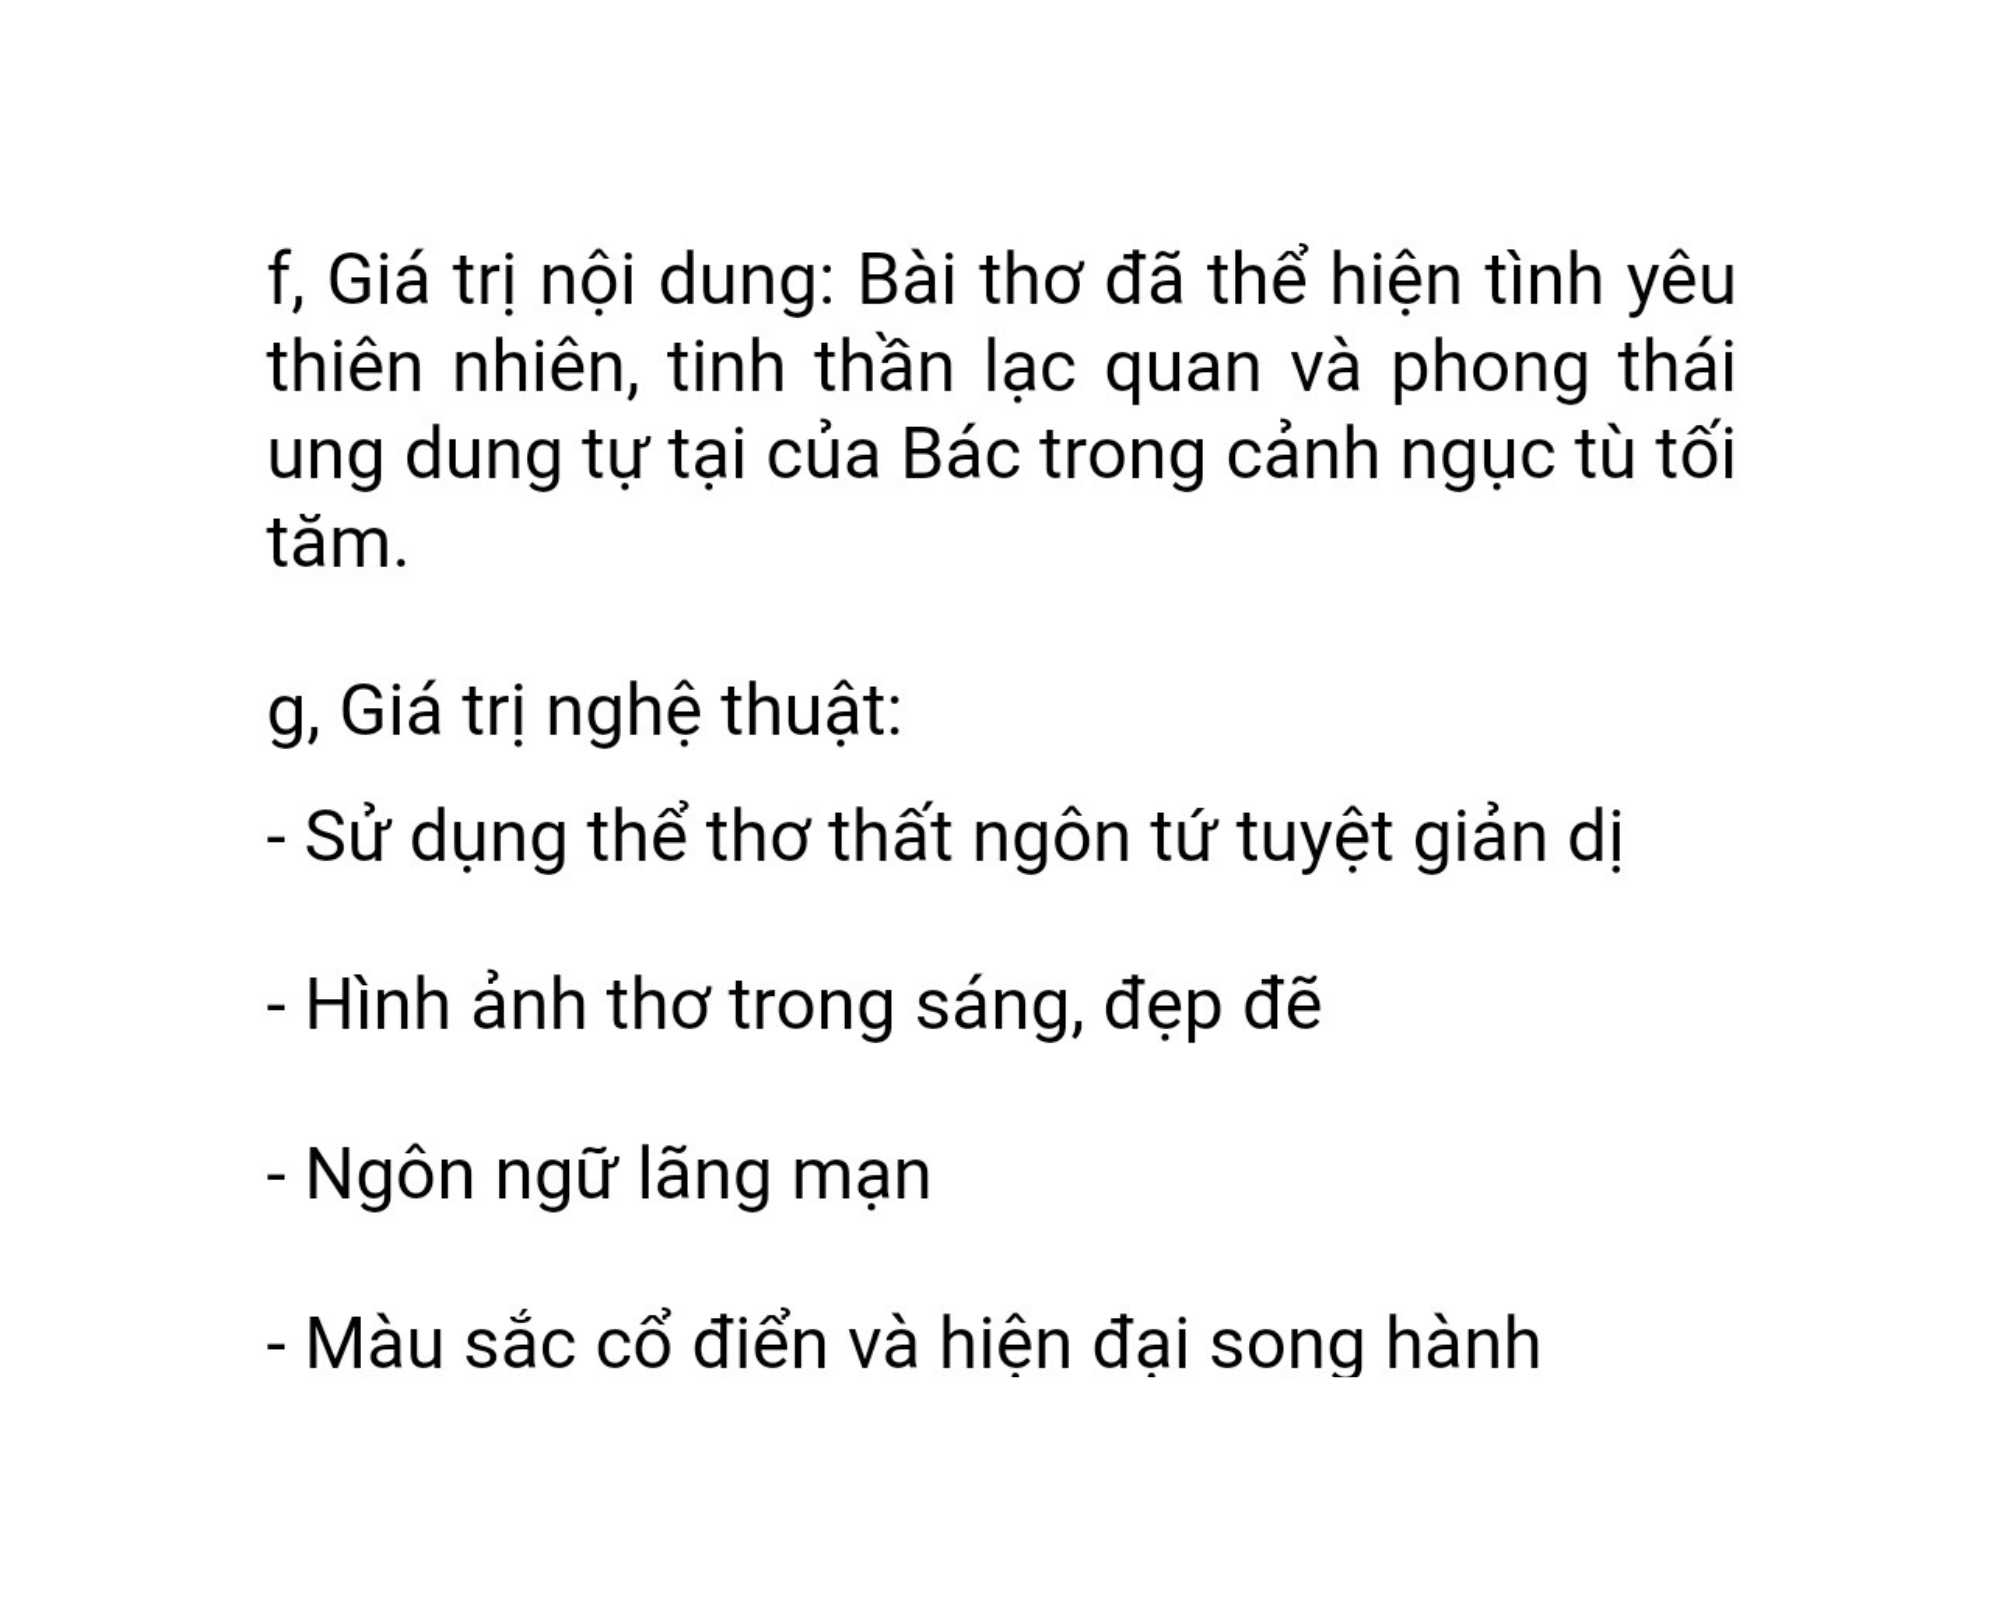 f, Giá trị nội dung: Bài thơ đã thể hiện tình yêu
thiên nhiên, tinh thần lạc quan và phong thái
ung dung tự tại của Bác trong cảnh ngục tù tối
tăm.
g, Giá trị nghệ thuật:
- Sử dụng thể thơ thất ngôn tứ tuyệt giản dị
- Hình ảnh thơ trong sáng, đẹp đẽ
- Ngôn ngữ lãng mạn
- Màu sắc cổ điển và hiện đại song hành